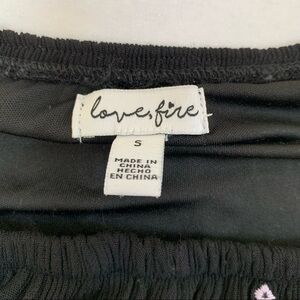 love, fire
S
MADE IN
CHINA
HECHO
EN CHINA